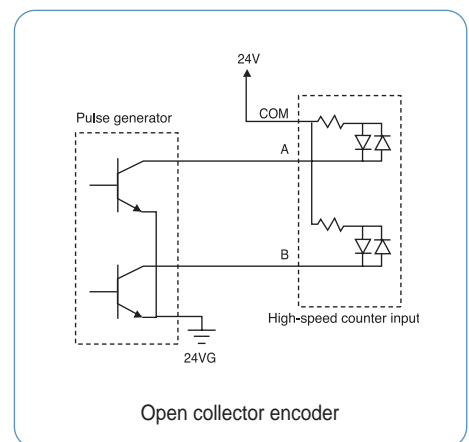 24V
COM
Pulse generator
A
B
High-speed counter input
24VG
Open collector encoder